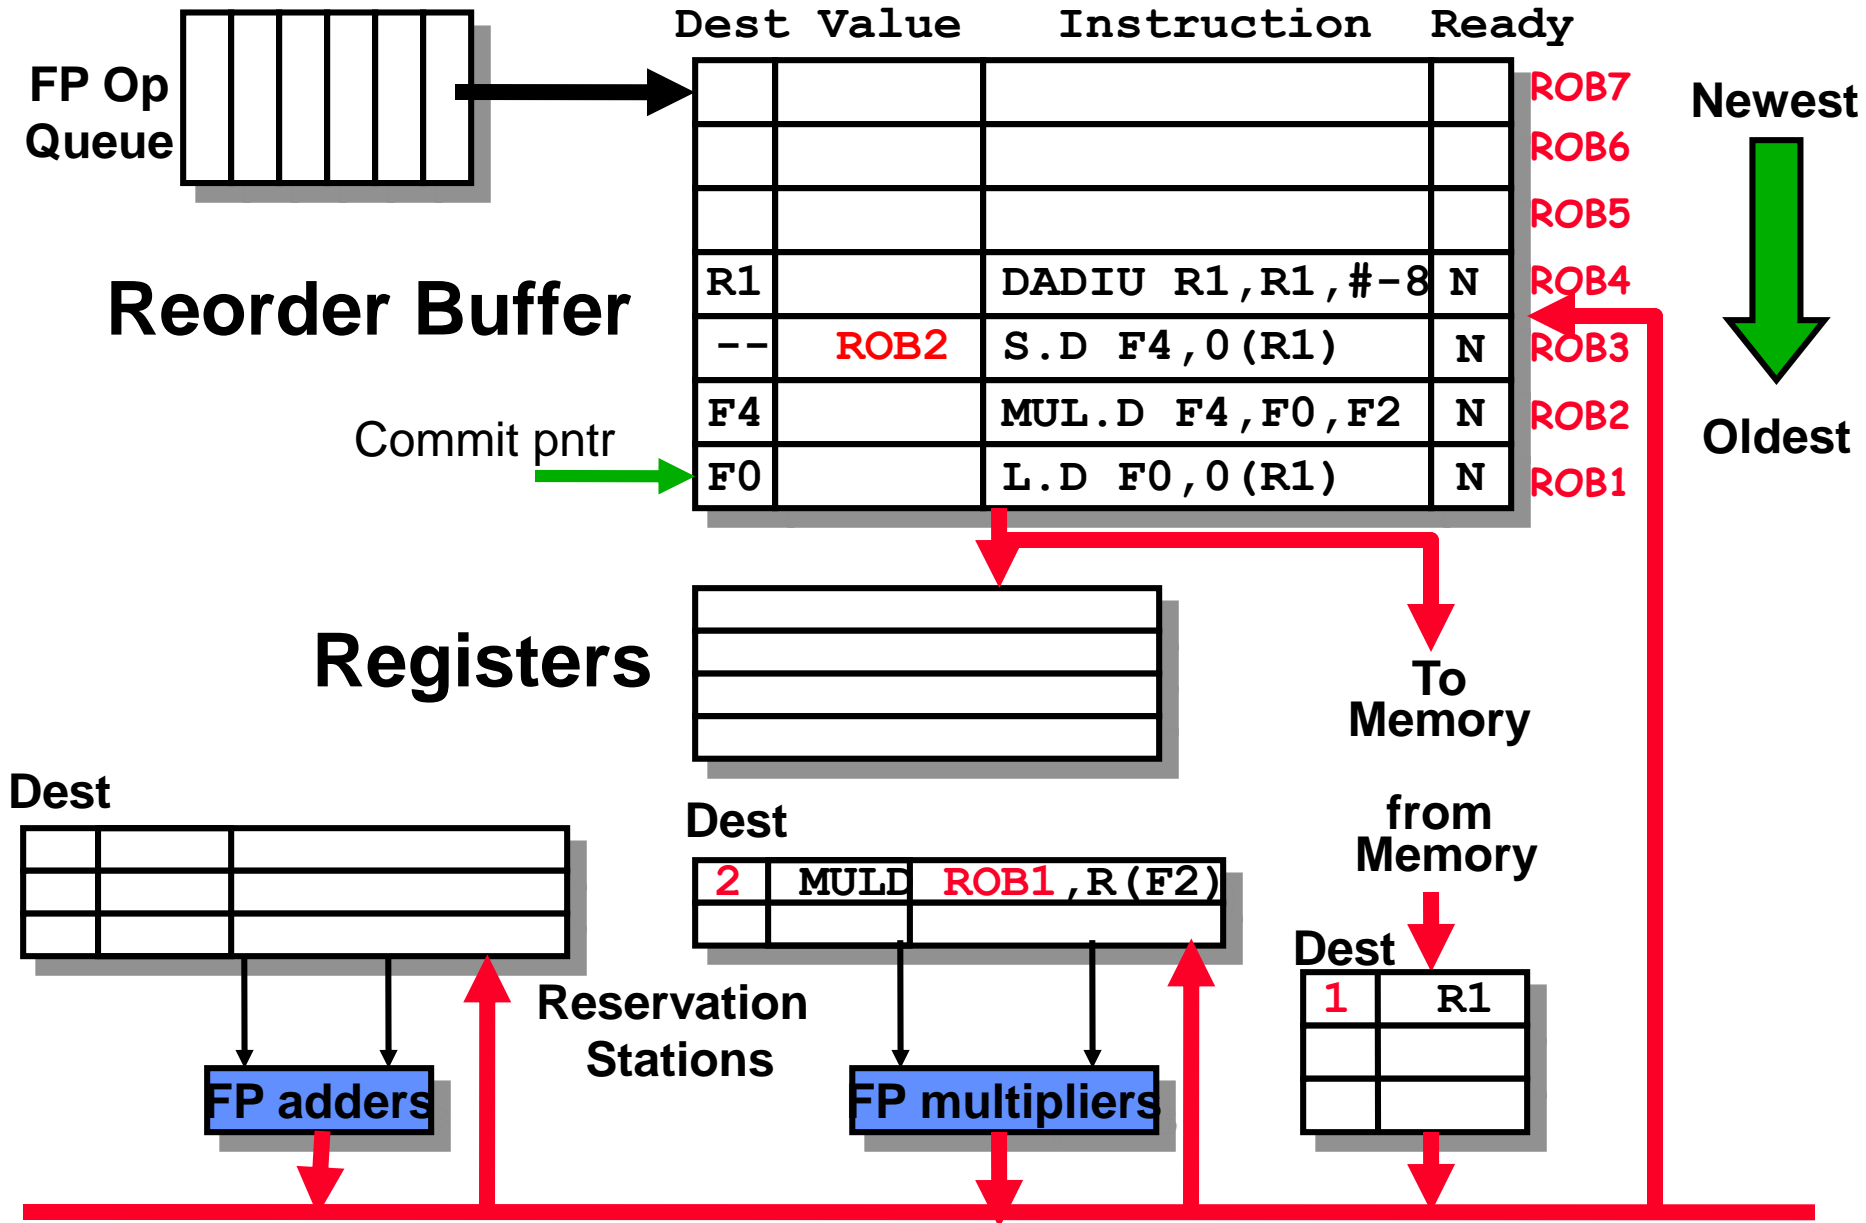 Dest Value Instruction Ready
FP Op
Queue
ROB7
Newest
ROB6
ROB5
Reorder Buffer
R1 DADIU R1,R1,#-8 N ROB4
-- ROB2 S.D F4,0(R1) N ROB3
F4 MUL.D F4,F0,F2 N ROB2
Oldest
Commit pntr
F0 L.D F0,0(R1) N ROB1
Registers
To
Memory
Dest
Dest
from
Memory
2 MULD ROB1,R(F2)
Dest
1 R1
Reservation
Stations
FP adders
FP multipliers